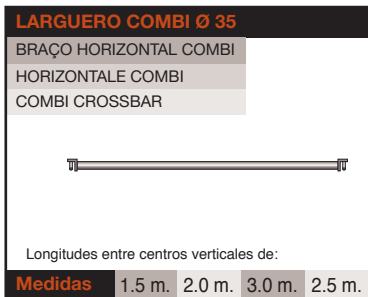 LARGUERO COMBI Ø 35
BRAÇO HORIZONTAL COMBI
HORIZONTALE COMBI
COMBI CROSSBAR
Longitudes entre centros verticales de:
Medidas 1.5 m. 2.0 m. 3.0 m. 2.5 m.